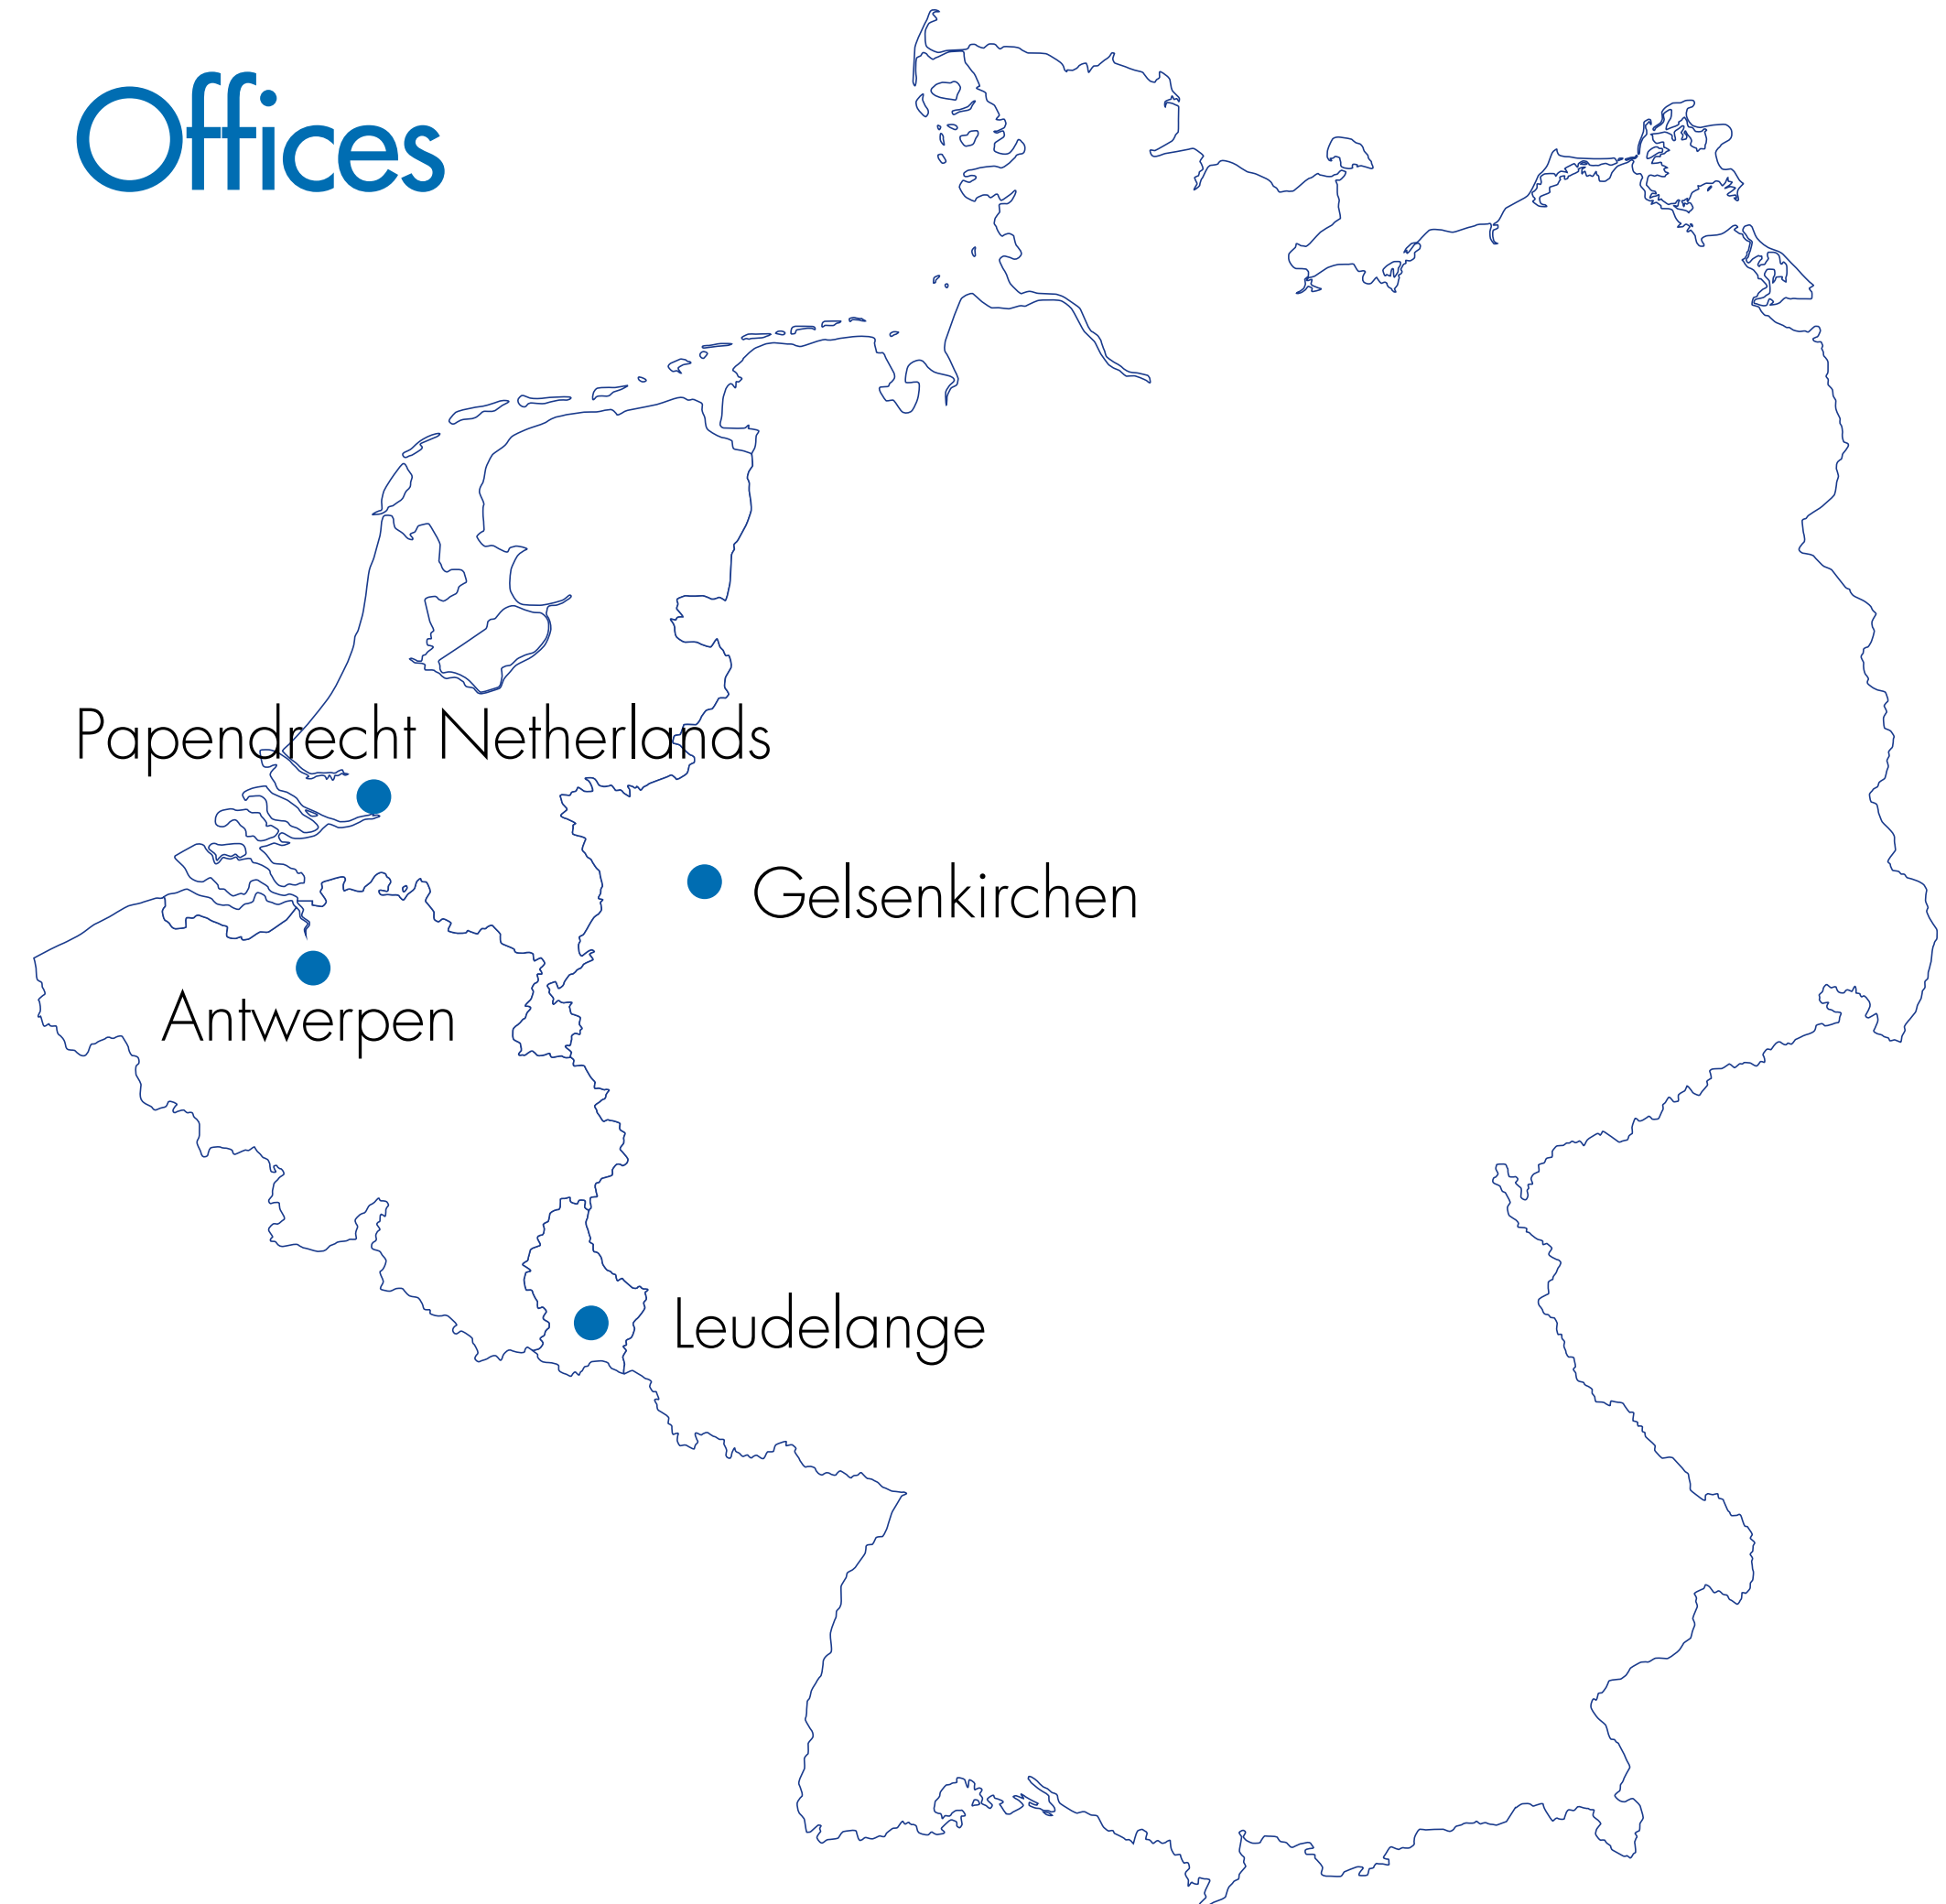 Offices
Papendrecht Netherlands
Gelsenkirchen
Antwerpen
Leudelange